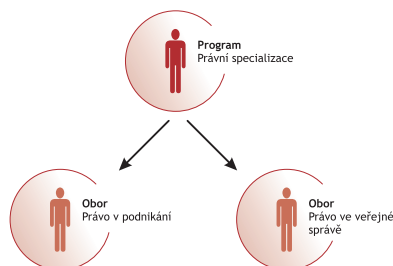 Program
Právní specializace
Obor
Právo v podnikání
Obor
Právo ve veřejné
správě